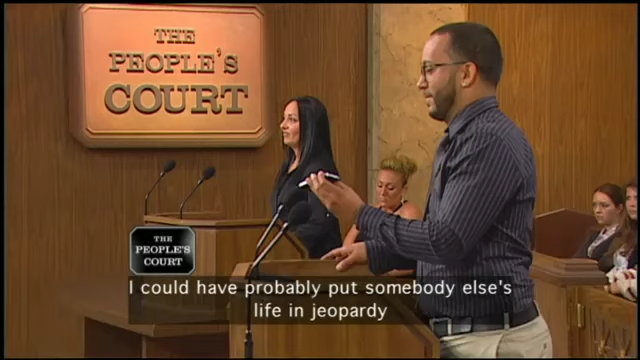 THE
PEOPLE'S
COURT
THE
PEOPLE'S
COURT
I could have probably put somebody else's
life in jeopardy